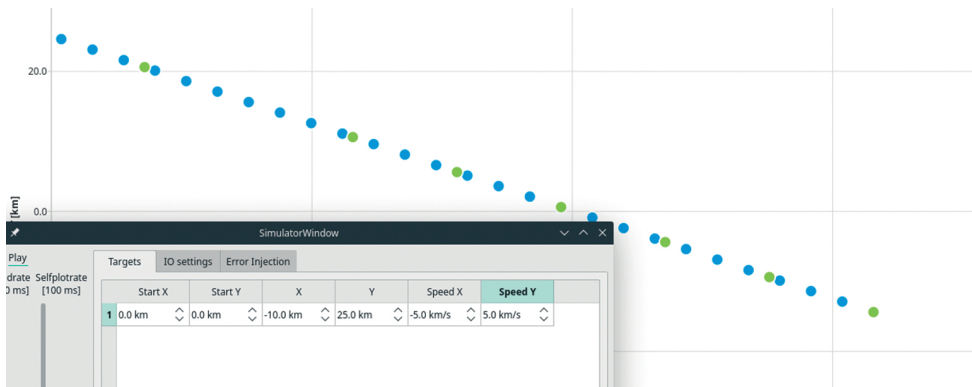 20.0
0.0
[km]
SimulatorWindow
Play
drate Selfplotrate
0 ms] [100 ms]
Targets IO settings Error Injection
Start X Start Y X Y Speed X Speed Y
1 0.0 km 0.0 km -10.0 km 25.0 km -5.0 km/s 5.0 km/s